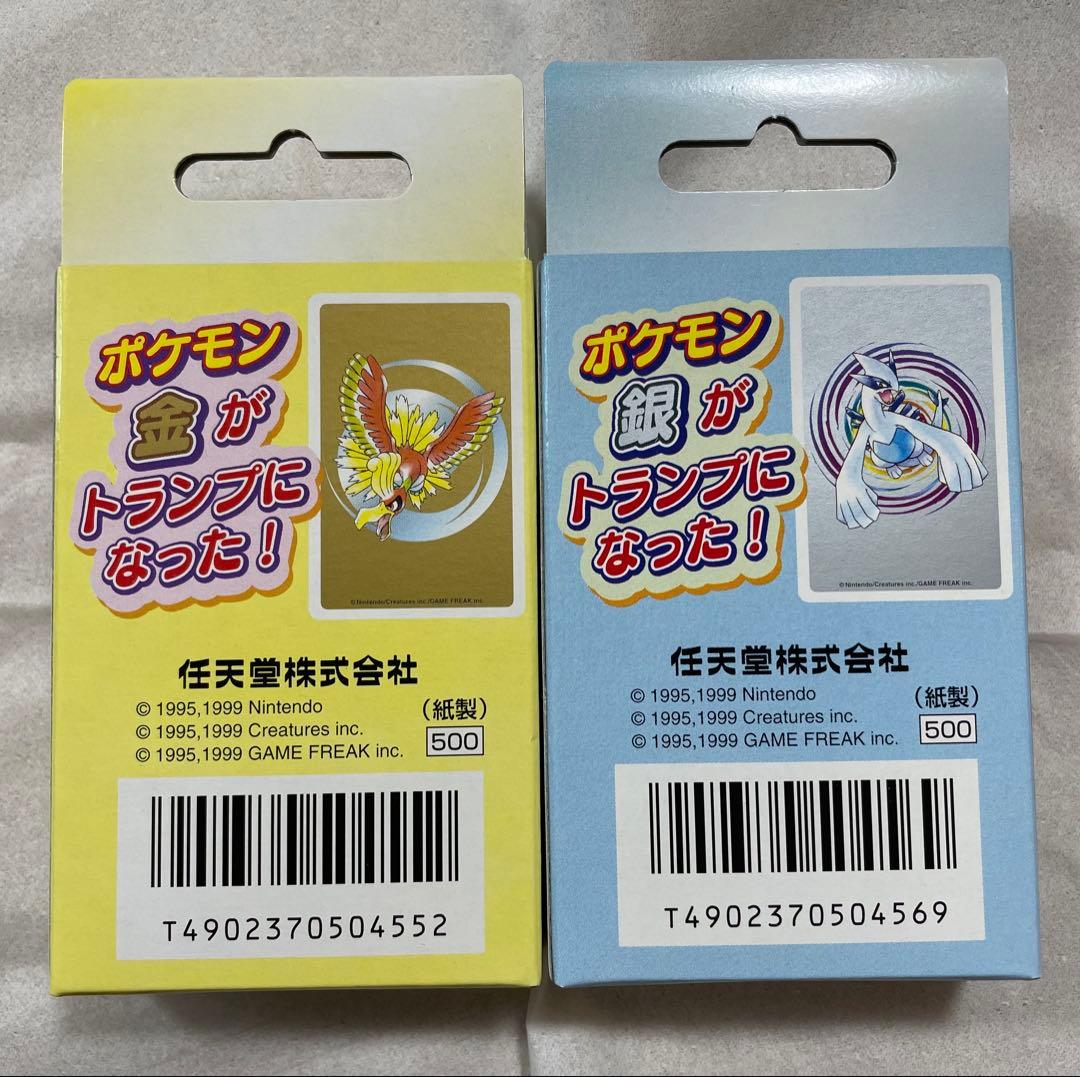 ポケモン
金が
トランプに
なった！
©Nintendo/Creatures inc./GAME FREAK inc.
任天堂株式会社
© 1995,1999 Nintendo
© 1995,1999 Creatures inc.
© 1995,1999 GAME FREAK inc.
(紙製)
500
T4902370504552
ポケモン
銀が
トランプに
なった！
©Nintendo/Creatures inc./GAME FREAK inc.
任天堂株式会社
© 1995,1999 Nintendo
© 1995,1999 Creatures inc.
© 1995,1999 GAME FREAK inc.
(紙製)
500
T4902370504569